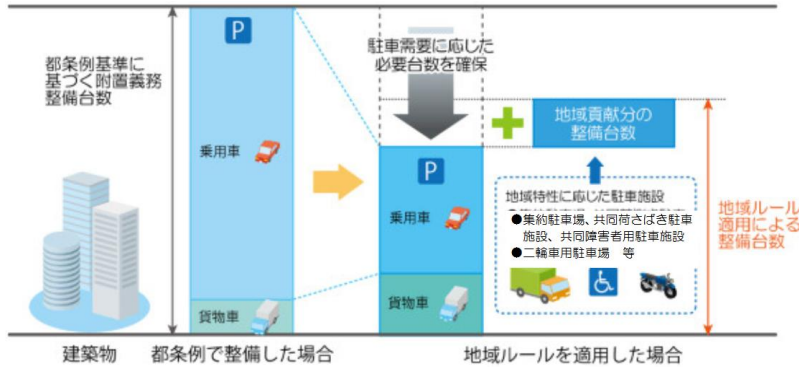 都条例基準に
基づく附置義務
整備台数
P
乗用車
貨物車
駐車需要に応じた
必要台数を確保
P
乗用車
貨物車
地域貢献分の
整備台数
地域特性に応じた駐車施設
●集約駐車場、共同荷さばき駐車
施設、共同障害者用駐車施設
●二輪車用駐車場 等
地域ルール
適用による
整備台数
建築物
都条例で整備した場合
地域ルールを適用した場合